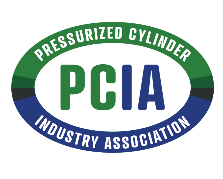 PRESSURIZED CYLINDER
PCIA
INDUSTRY ASSOCIATION